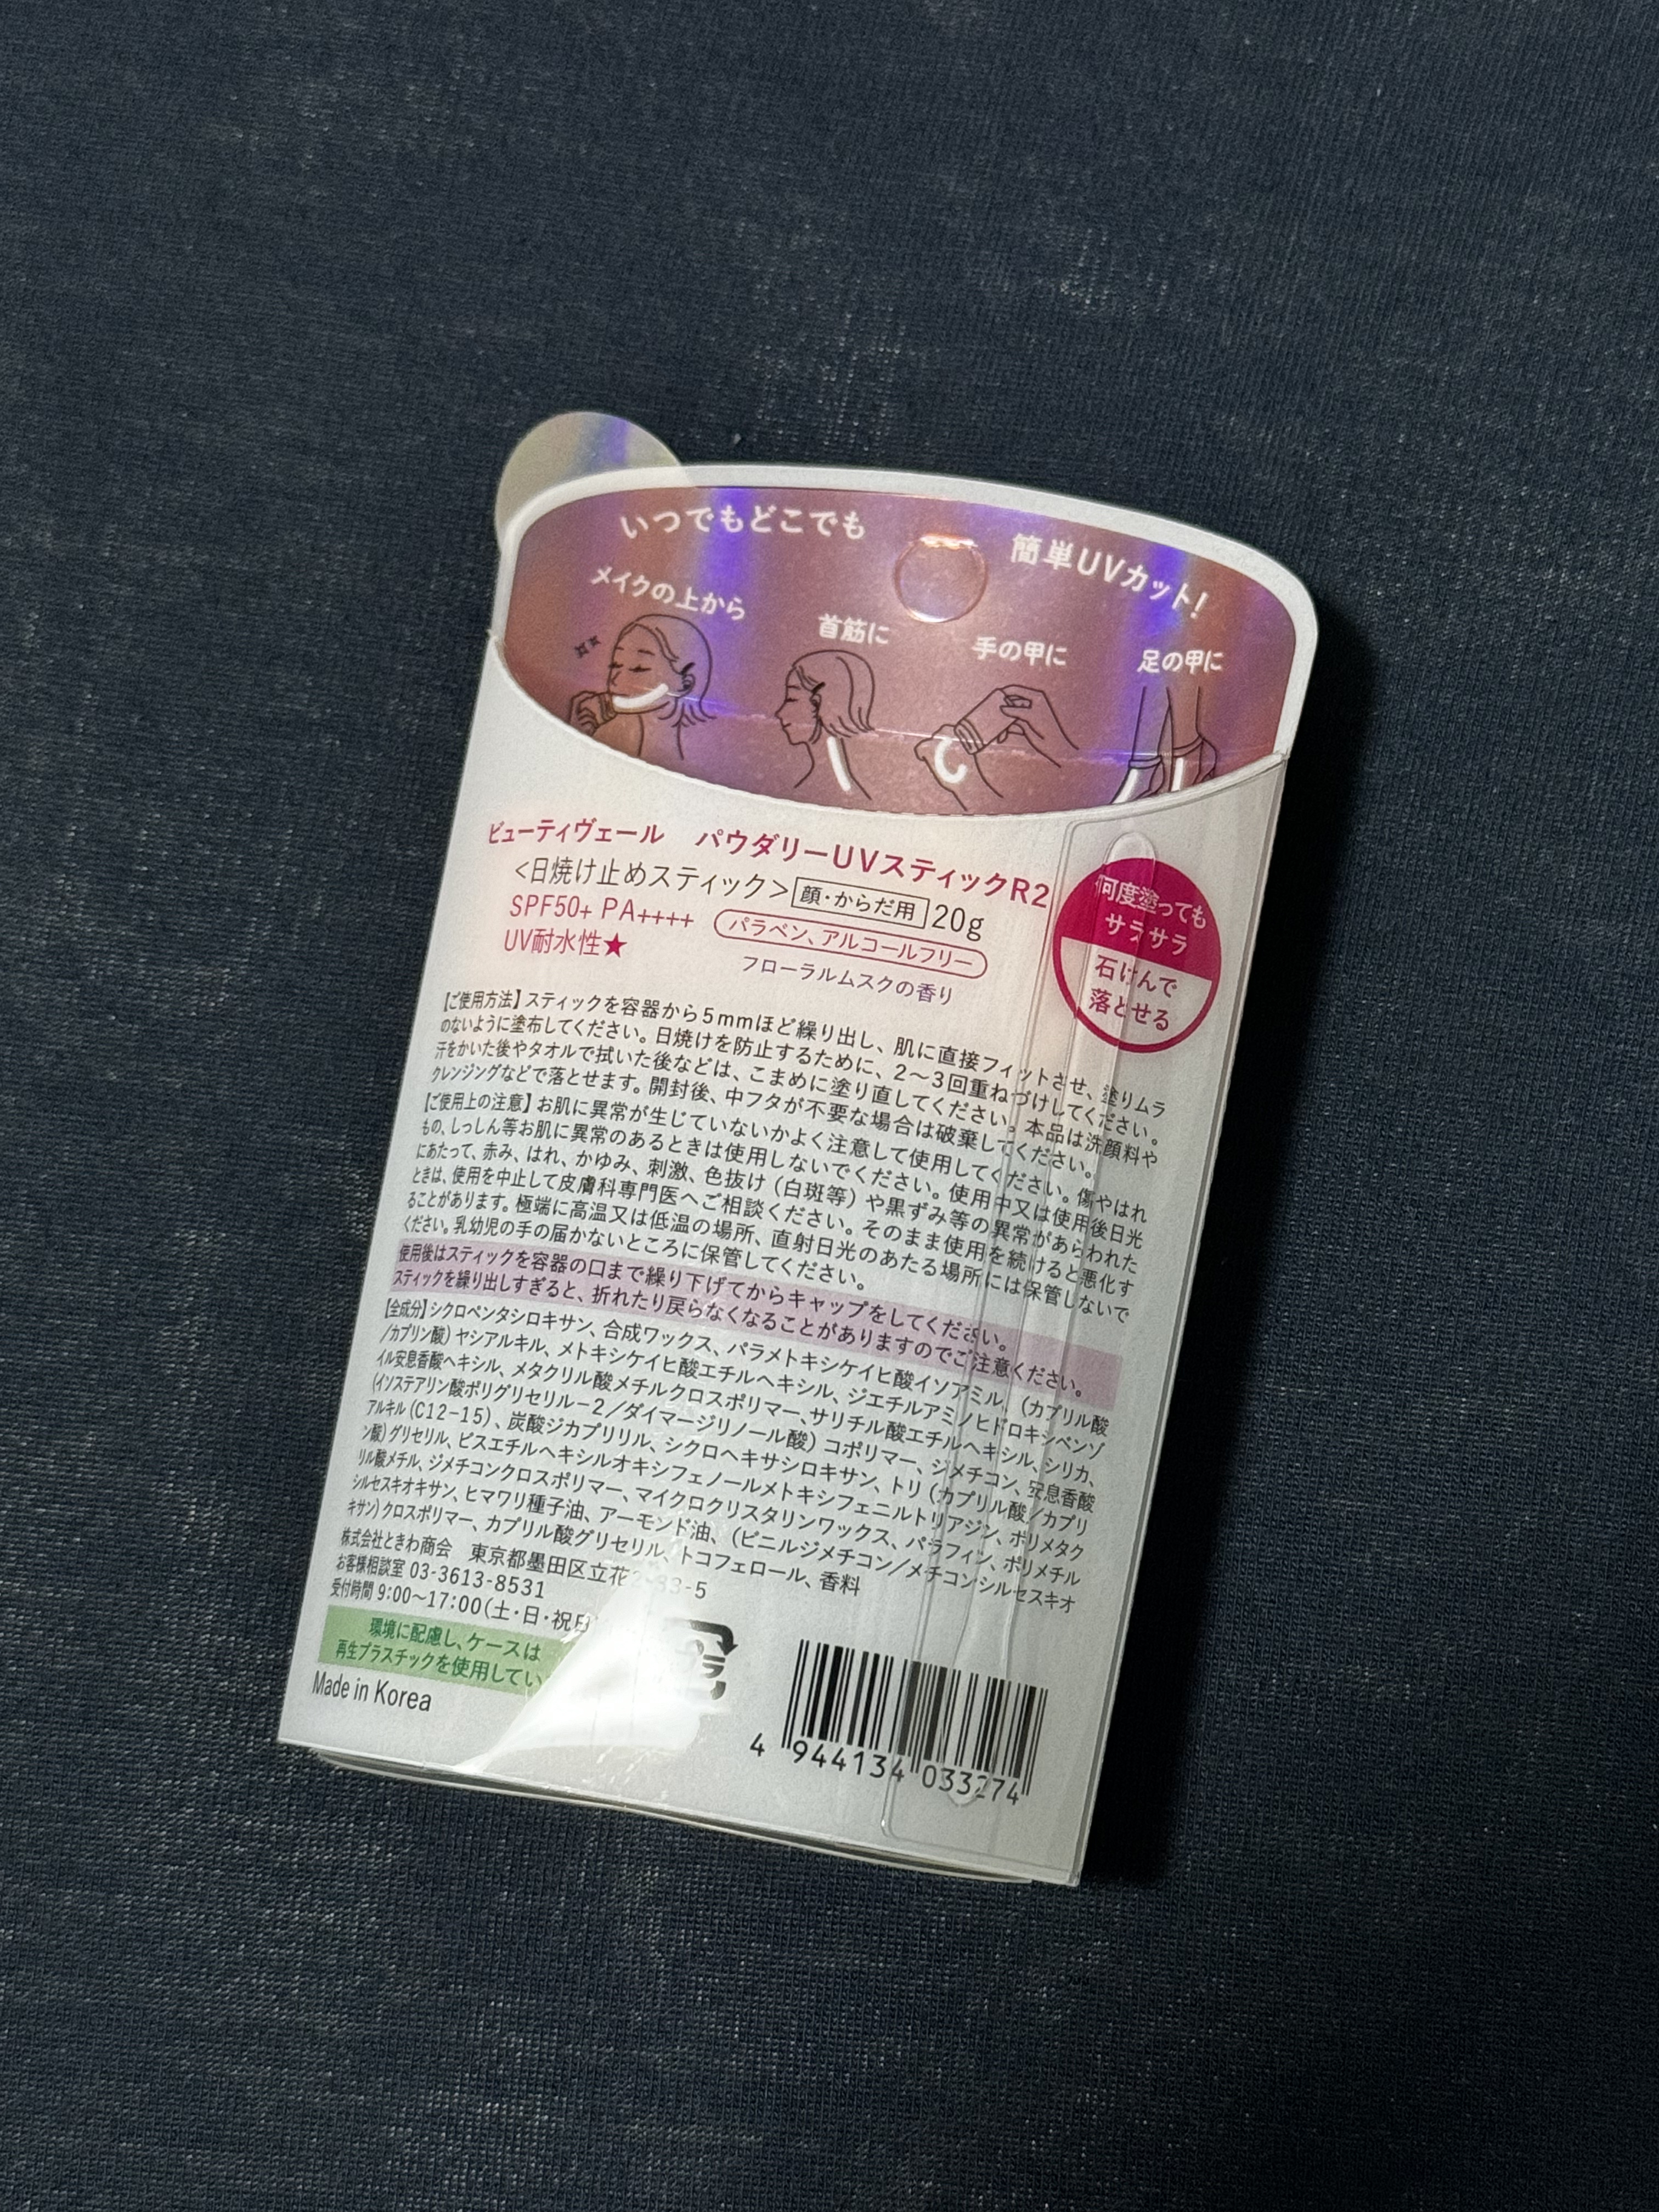 いつでもどこでも
簡単UVカット!
メイクの上から
首筋に
手の甲に
足の甲に
ビューティヴェール　パウダリーUVスティックR2
<日焼け止めスティック> 顔・からだ用 20g
SPF50+ PA++++
パラベン、アルコールフリー
UV耐水性★
フローラルムスクの香り
何度塗っても
サラサラ
石けんで
落とせる
【ご使用方法】スティックを容器から5mmほど繰り出し、肌に直接フィットさせ、塗りムラ
のないように塗布してください。日焼けを防止するために、2〜3回重ねづけしてください。
汗をかいた後やタオルで拭いた後などは、こまめに塗り直してください。本品は洗顔料や
クレンジングなどで落とせます。開封後、中フタが不要な場合は破棄してください。
【ご使用上の注意】お肌に異常が生じていないかよく注意して使用してください。傷やはれ
もの、しっしん等お肌に異常のあるときは使用しないでください。使用中又は使用後日光
にあたって、赤み、はれ、かゆみ、刺激、色抜け(白斑等)や黒ずみ等の異常があらわれた
ときは、使用を中止して皮膚科専門医へご相談ください。そのまま使用を続けると悪化す
ることがあります。極端に高温又は低温の場所、直射日光のあたる場所には保管しないで
ください。乳幼児の手の届かないところに保管してください。
使用後はスティックを容器の口まで繰り下げてからキャップをしてください。
スティックを繰り出しすぎると、折れたり戻らなくなることがありますのでご注意ください。
【全成分】シクロペンタシロキサン、合成ワックス、パラメトキシケイヒ酸イソアミル、(カプリル酸
/カプリン酸)ヤシアルキル、メトキシケイヒ酸エチルヘキシル、ジエチルアミノヒドロキシベンゾ
イル安息香酸ヘキシル、メタクリル酸メチルクロスポリマー、サリチル酸エチルヘキシル、シリカ、
(イソステアリン酸ポリグリセリル-2/ダイマージリノール酸)コポリマー、ジメチコン、安息香酸
アルキル(C12-15)、炭酸ジカプリリル、シクロヘキサシロキサン、トリ(カプリル酸/カプリ
ン酸)グリセリル、ビスエチルヘキシルオキシフェノールメトキシフェニルトリアジン、ポリメタク
リル酸メチル、ジメチコンクロスポリマー、マイクロクリスタリンワックス、パラフィン、ポリメチル
シルセスキオキサン、ヒマワリ種子油、アーモンド油、(ビニルジメチコン/メチコンシルセスキオ
キサン)クロスポリマー、カプリル酸グリセリル、トコフェロール、香料
株式会社ときわ商会　東京都墨田区立花2-33-5
お客様相談室 03-3613-8531
受付時間 9:00〜17:00(土・日・祝日
環境に配慮し、ケースは
再生プラスチックを使用してい
プラ
Made in Korea
4 944134 033274